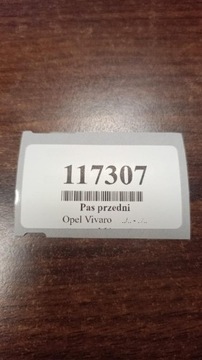 117307
Pas przedni
Opel Vivaro ../.. • ../..